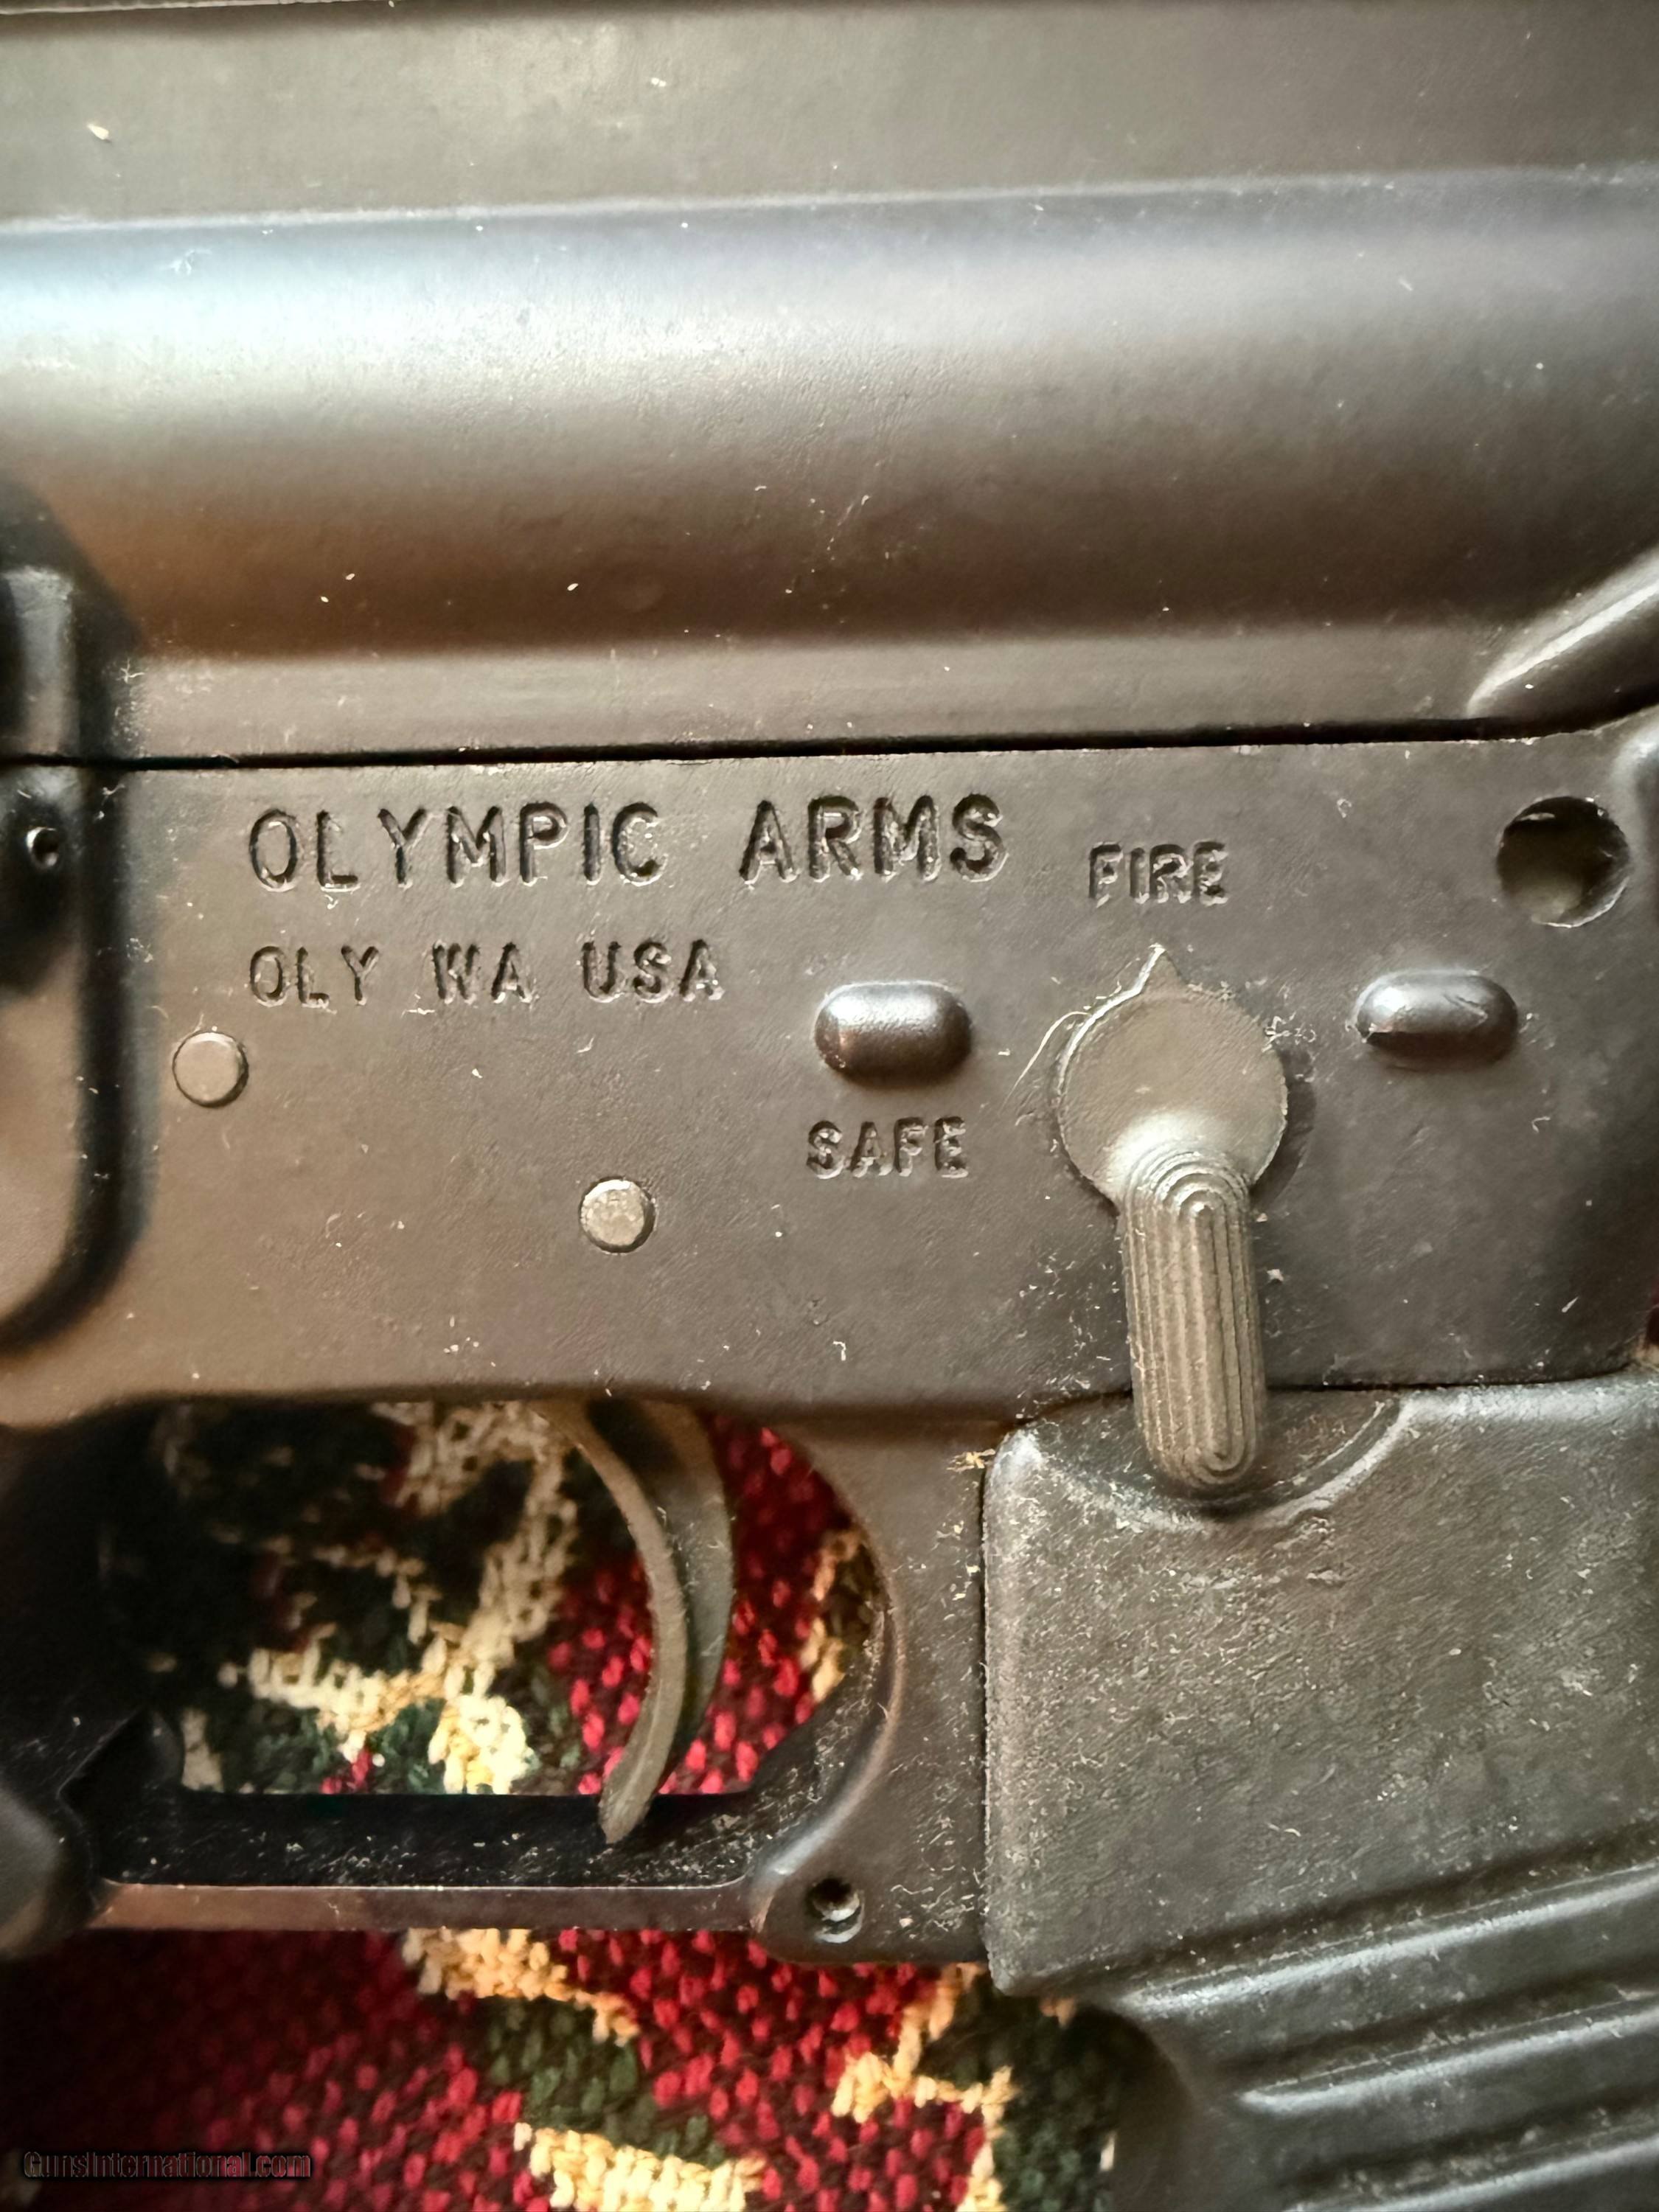 OLYMPIC ARMS
FIRE
OLY WA USA
SAFE
GunsInternational.com